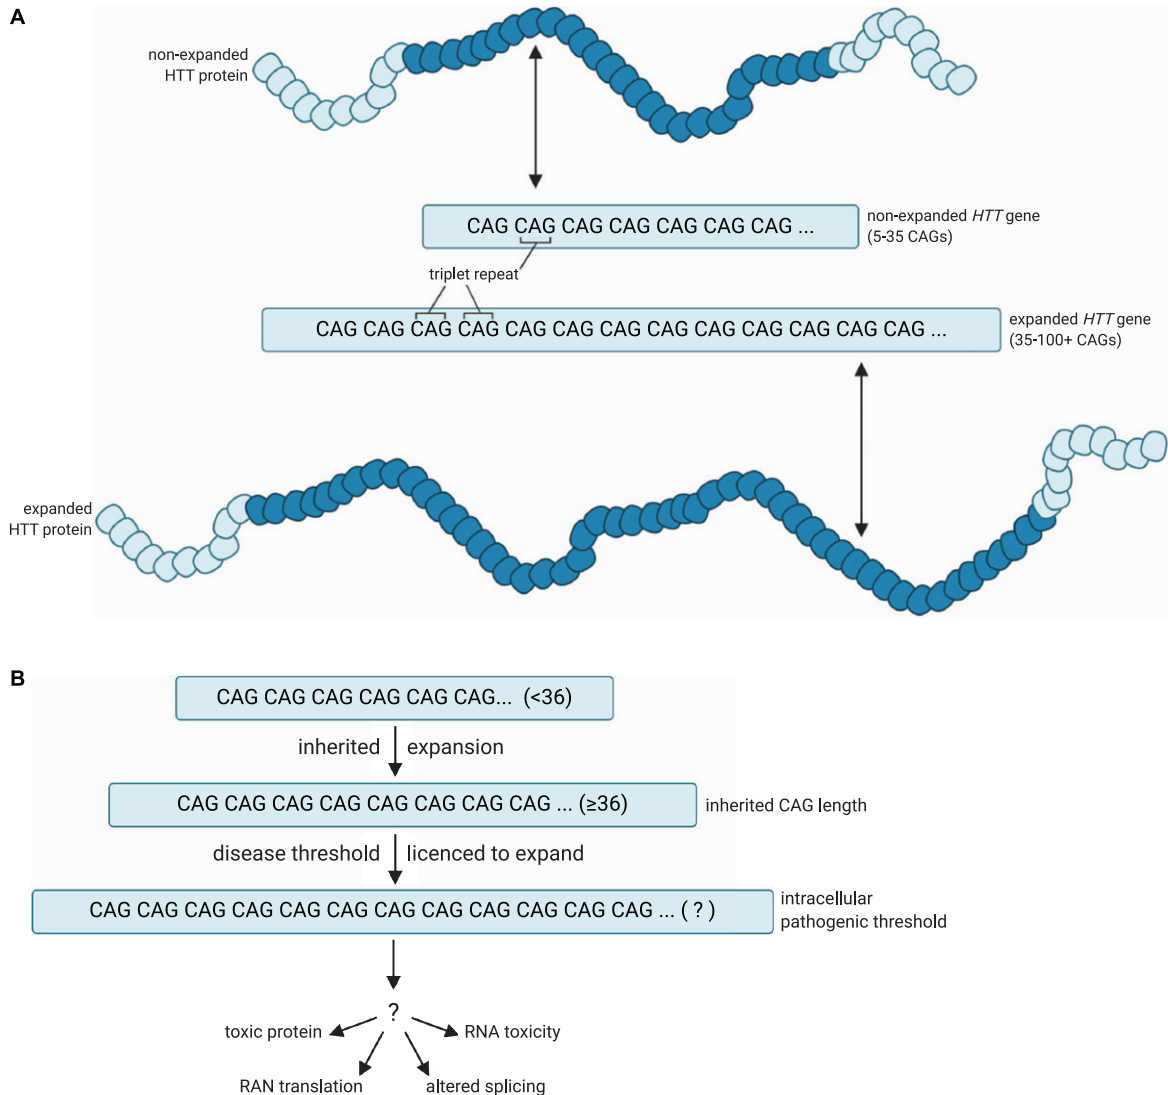 A
non-expanded
HTT protein
CAG CAG CAG CAG CAG CAG CAG ...
non-expanded HTT gene
(5-35 CAGs)
triplet repeat
CAG CAG CAG CAG CAG CAG CAG CAG CAG CAG CAG CAG CAG ...
expanded HTT gene
(35-100+ CAGs)
expanded
HTT protein
B
CAG CAG CAG CAG CAG CAG... (<36)
inherited expansion
CAG CAG CAG CAG CAG CAG CAG CAG ... (≥36)
inherited CAG length
disease threshold licenced to expand
CAG CAG CAG CAG CAG CAG CAG CAG CAG CAG CAG CAG ... ( ? )
intracellular
pathogenic threshold
?
toxic protein RNA toxicity
RAN translation altered splicing